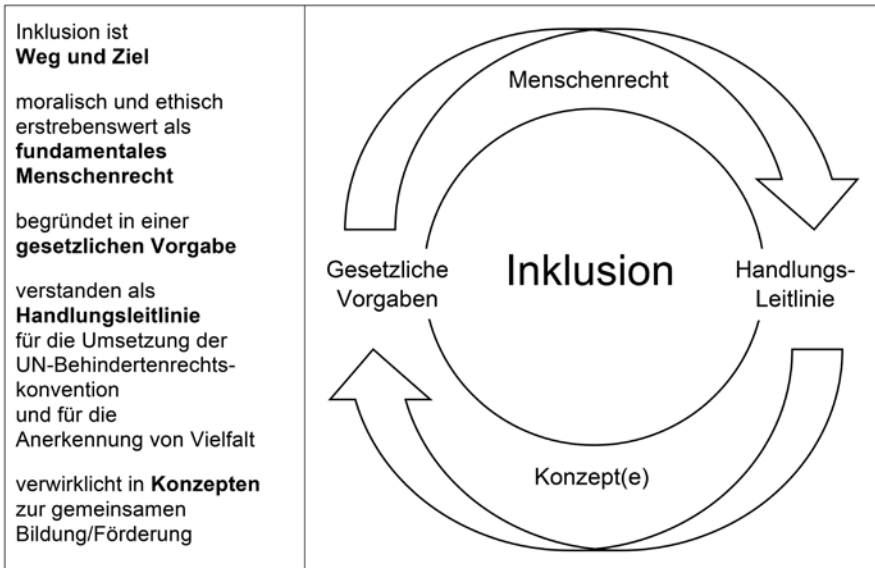 Inklusion ist
Weg und Ziel
moralisch und ethisch
erstrebenswert als
fundamentales
Menschenrecht
begründet in einer
gesetzlichen Vorgabe
verstanden als
Handlungsleitlinie
für die Umsetzung der
UN-Behindertenrechts-
konvention
und für die
Anerkennung von Vielfalt
verwirklicht in Konzepten
zur gemeinsamen
Bildung/Förderung
Menschenrecht
Gesetzliche
Vorgaben
Inklusion
Handlungs-
Leitlinie
Konzept(e)